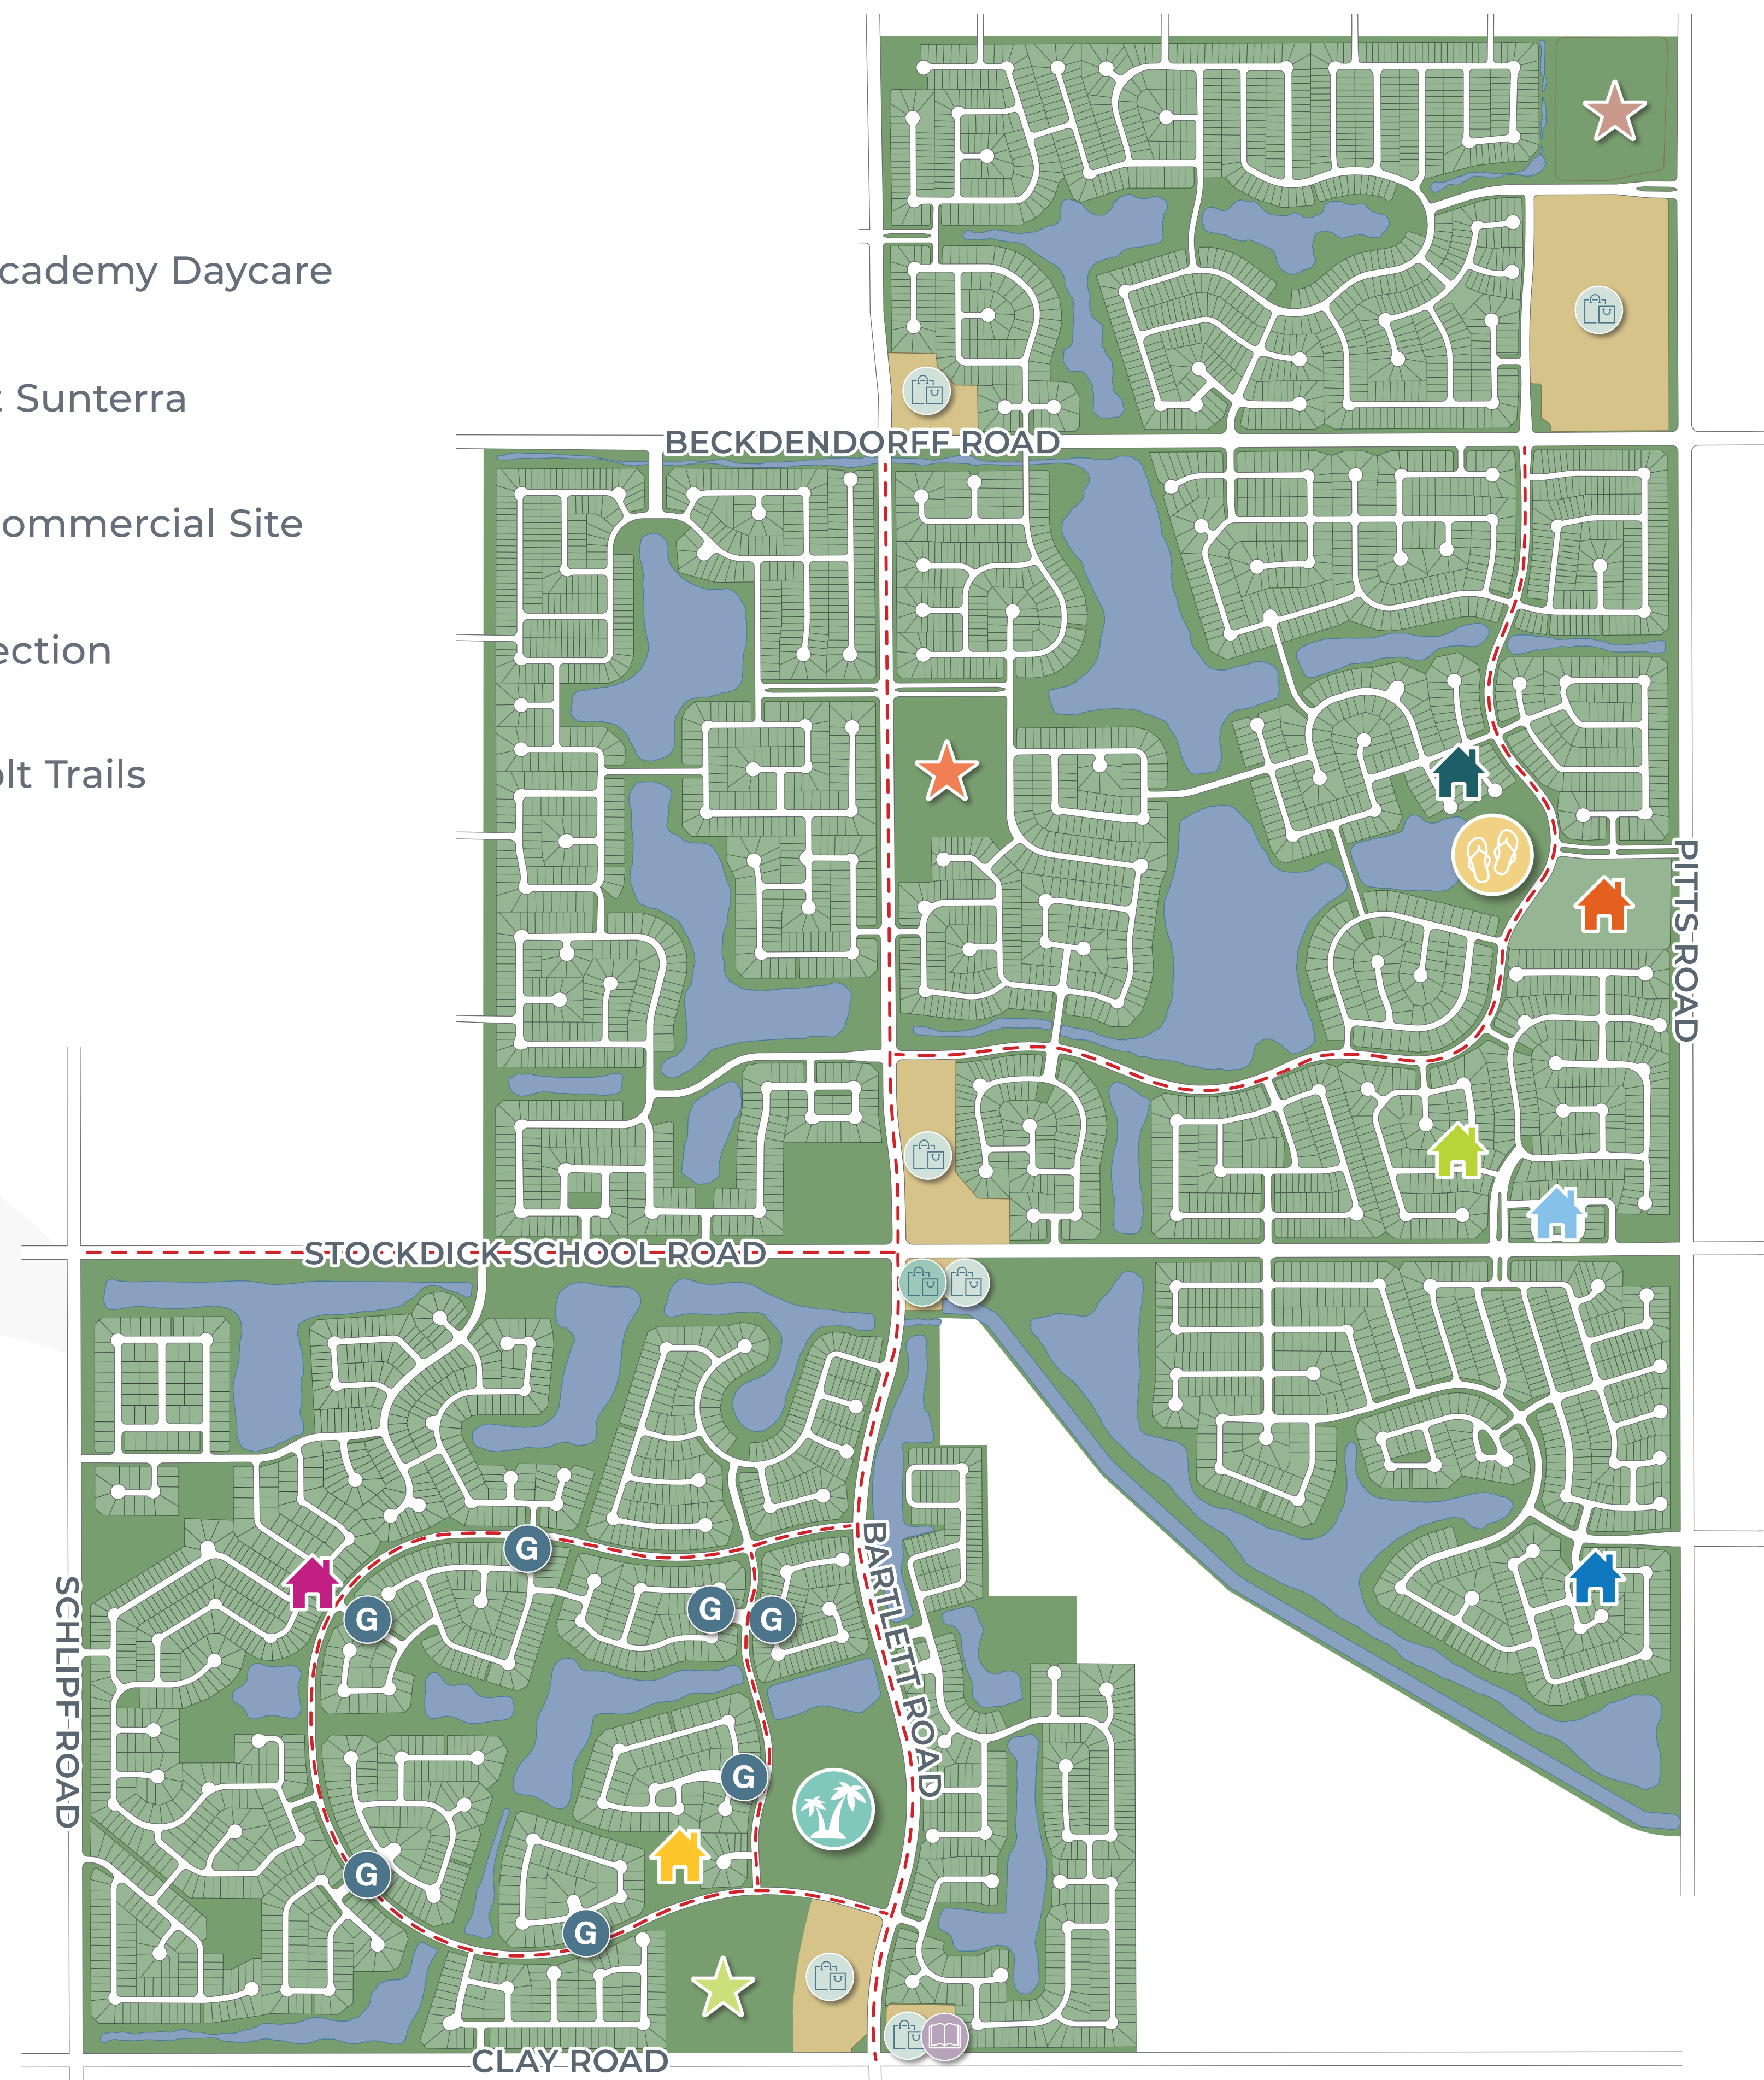 cademy Daycare
Sunterra
ommercial Site
ection
lt Trails
BECKDENDORFF ROAD
PITTS ROAD
STOCKDICK SCHOOL ROAD
G
G
G
G
BARTLETT ROAD
SCHLIPF ROAD
G
G
G
CLAY ROAD